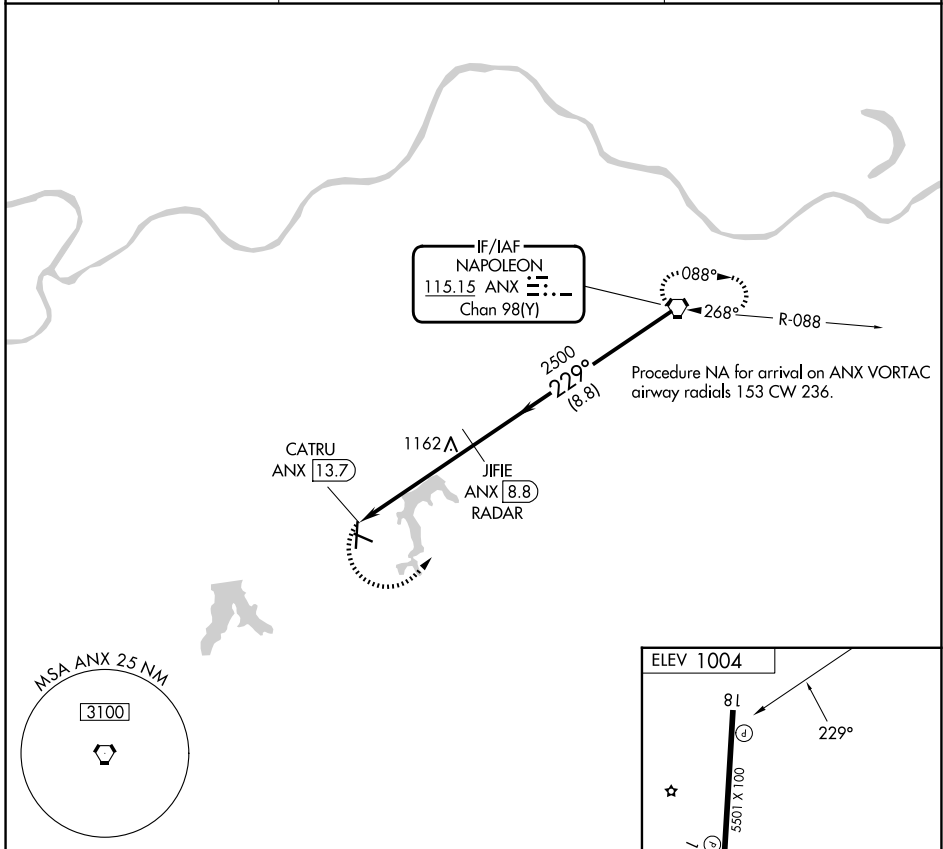 IF/IAF
NAPOLEON
115.15 ANX
Chan 98(Y)
088°
268°
R-088
2500
229°
(8.8)
Procedure NA for arrival on ANX VORTAC
airway radials 153 CW 236.
1162
CATRU
ANX 13.7
JIFIE
ANX 8.8
RADAR
MSA ANX 25 NM
3100
ELEV 1004
18
P
229°
5501 X 100
P